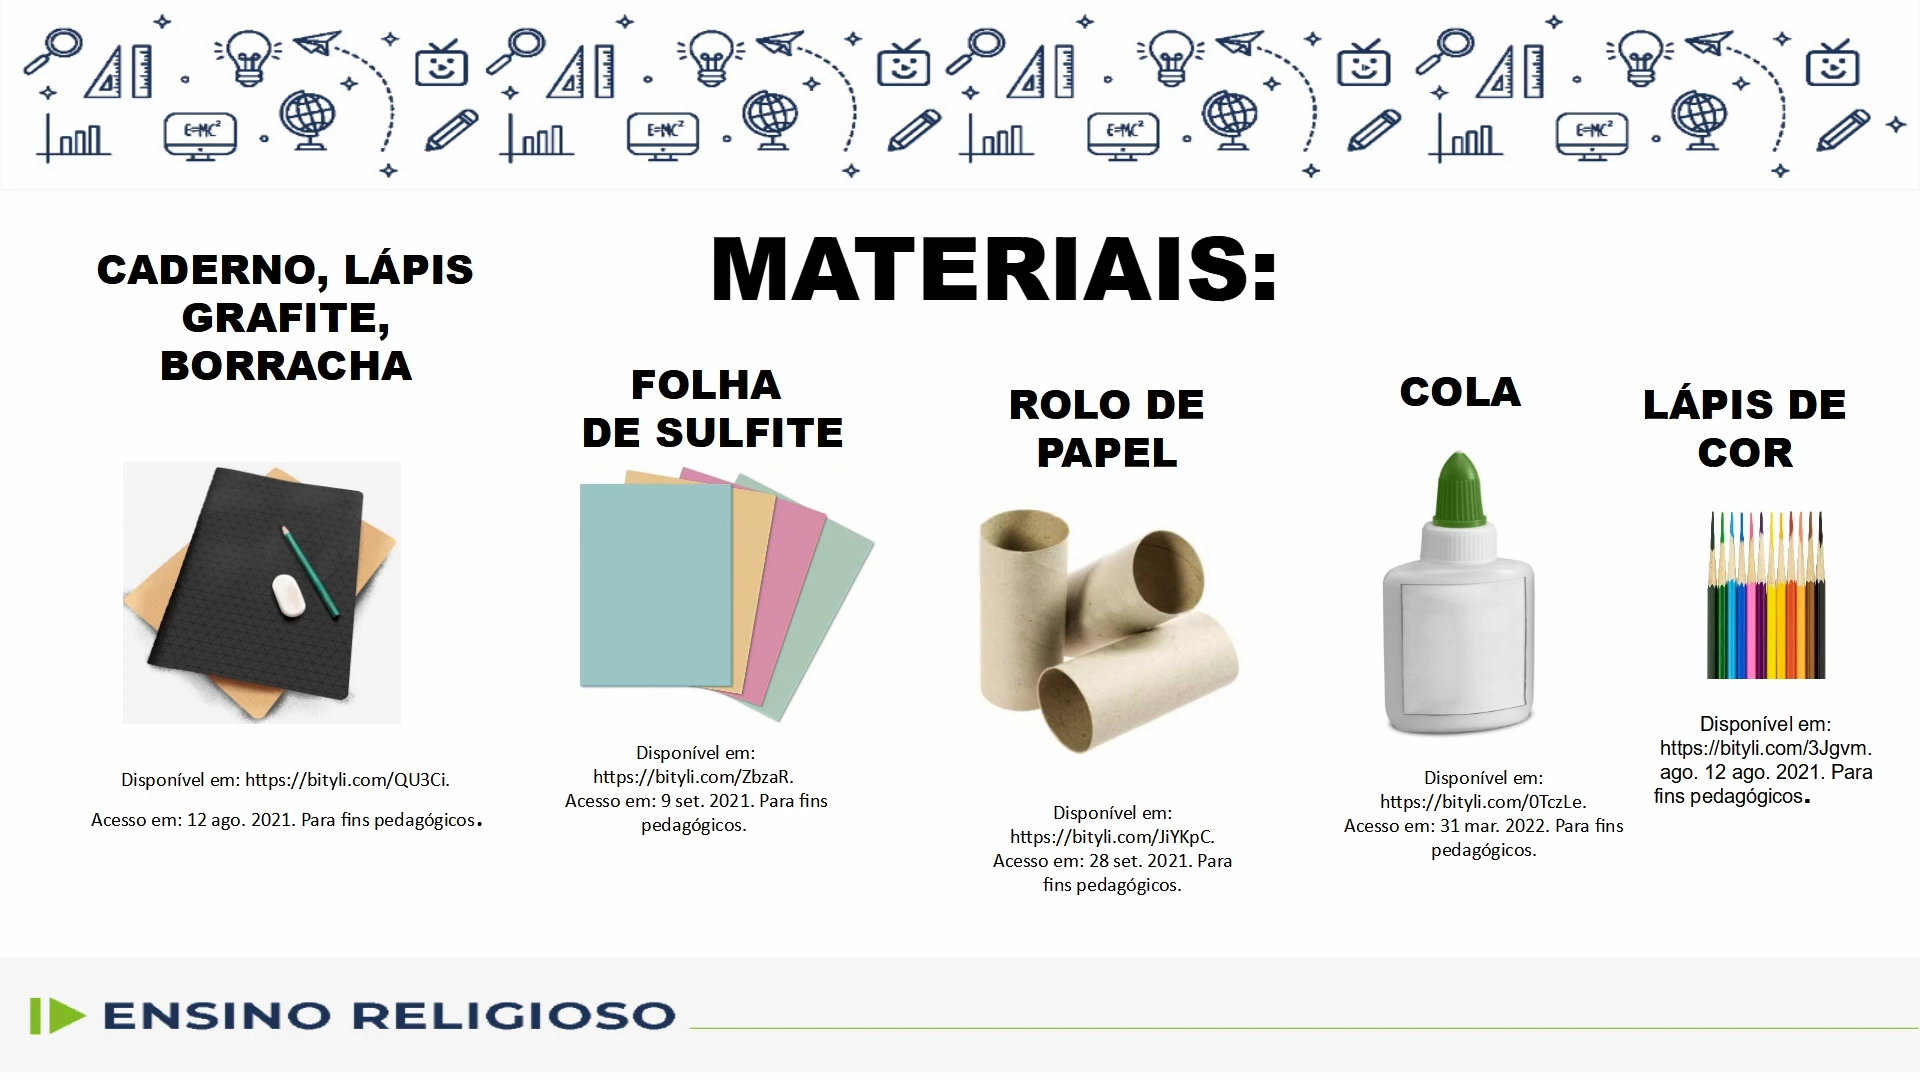 E=MC²
E=MC²
E=MC²
E=MC²
MATERIAIS:
CADERNO, LÁPIS
GRAFITE,
BORRACHA
Disponível em: https://bityli.com/QU3Ci.
Acesso em: 12 ago. 2021. Para fins pedagógicos.
FOLHA
DE SULFITE
Disponível em:
https://bityli.com/ZbzaR.
Acesso em: 9 set. 2021. Para fins
pedagógicos.
ROLO DE
PAPEL
Disponível em:
https://bityli.com/JiYKpC.
Acesso em: 28 set. 2021. Para
fins pedagógicos.
COLA
Disponível em:
https://bityli.com/0TczLe.
Acesso em: 31 mar. 2022. Para fins
pedagógicos.
LÁPIS DE
COR
Disponível em:
https://bityli.com/3Jgvm.
ago. 12 ago. 2021. Para
fins pedagógicos.
ENSINO RELIGIOSO